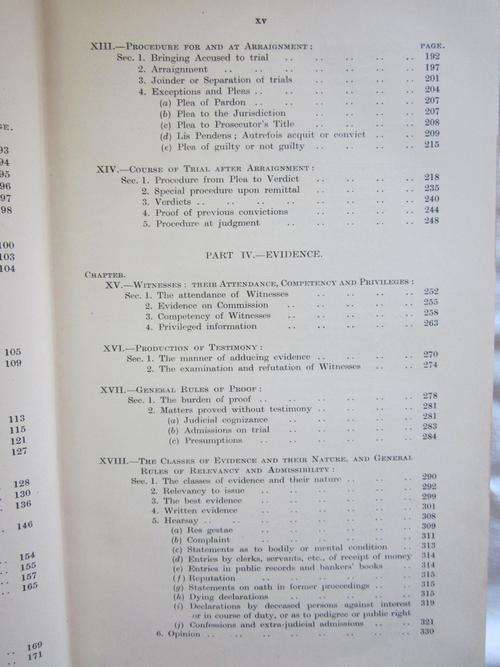 xv
XIII.—Procedure for and at Arraignment: PAGE.
Sec. 1. Bringing Accused to trial .. .. .. .. 192
2. Arraignment .. .. .. .. .. .. 197
3. Joinder or Separation of trials .. .. .. .. 201
4. Exceptions and Pleas .. .. .. .. .. 204
(a) Plea of Pardon .. .. .. .. .. 207
(b) Plea to the Jurisdiction .. .. .. .. 207
(c) Plea to Prosecutor's Title .. .. .. .. 208
(d) Lis Pendens; Autrefois acquit or convict .. .. 209
(e) Plea of guilty or not guilty .. .. .. .. 215
XIV.—Course of Trial after Arraignment:
Sec. 1. Procedure from Plea to Verdict .. .. .. .. 218
2. Special procedure upon remittal .. .. .. .. 235
3. Verdicts .. .. .. .. .. .. .. 240
4. Proof of previous convictions .. .. .. .. 244
5. Procedure at judgment .. .. .. .. 248
PART IV.—EVIDENCE.
Chapter.
XV.—Witnesses: their Attendance, Competency and Privileges:
Sec. 1. The attendance of Witnesses .. .. .. .. 252
2. Evidence on Commission .. .. .. .. .. 255
3. Competency of Witnesses .. .. .. .. .. 258
4. Privileged information .. .. .. .. .. 263
XVI.—Production of Testimony:
Sec. 1. The manner of adducing evidence .. .. .. .. 270
2. The examination and refutation of Witnesses .. .. 274
XVII.—General Rules of Proof:
Sec. 1. The burden of proof .. .. .. .. .. 278
2. Matters proved without testimony .. .. .. .. 281
(a) Judicial cognizance .. .. .. .. 281
(b) Admissions on trial .. .. .. .. 283
(c) Presumptions .. .. .. .. .. 284
XVIII.—The Classes of Evidence and their Nature, and General
Rules of Relevancy and Admissibility:
Sec. 1. The classes of evidence and their nature .. .. .. 290
2. Relevancy to issue .. .. .. .. .. 292
3. The best evidence .. .. .. .. .. 299
4. Written evidence .. .. .. .. .. 301
5. Hearsay .. .. .. .. .. .. 308
(a) Res gestae .. .. .. .. .. 309
(b) Complaint .. .. .. .. .. 311
(c) Statements as to bodily or mental condition .. 313
(d) Entries by clerks, servants, etc., of receipt of money 314
(e) Entries in public records and bankers' books .. 314
(f) Reputation .. .. .. .. .. 315
(g) Statements on oath in former proceedings .. .. 315
(h) Dying declarations .. .. .. .. 315
(i) Declarations by deceased persons against interest 319
or in course of duty, or as to pedigree or public right
(j) Confessions and extra-judicial admissions .. .. 321
6. Opinion .. .. .. .. .. .. 330
105
109
113
115
121
127
128
130
136
146
154
155
157
165
169
171
100
103
104
93
94
95
96
97
98